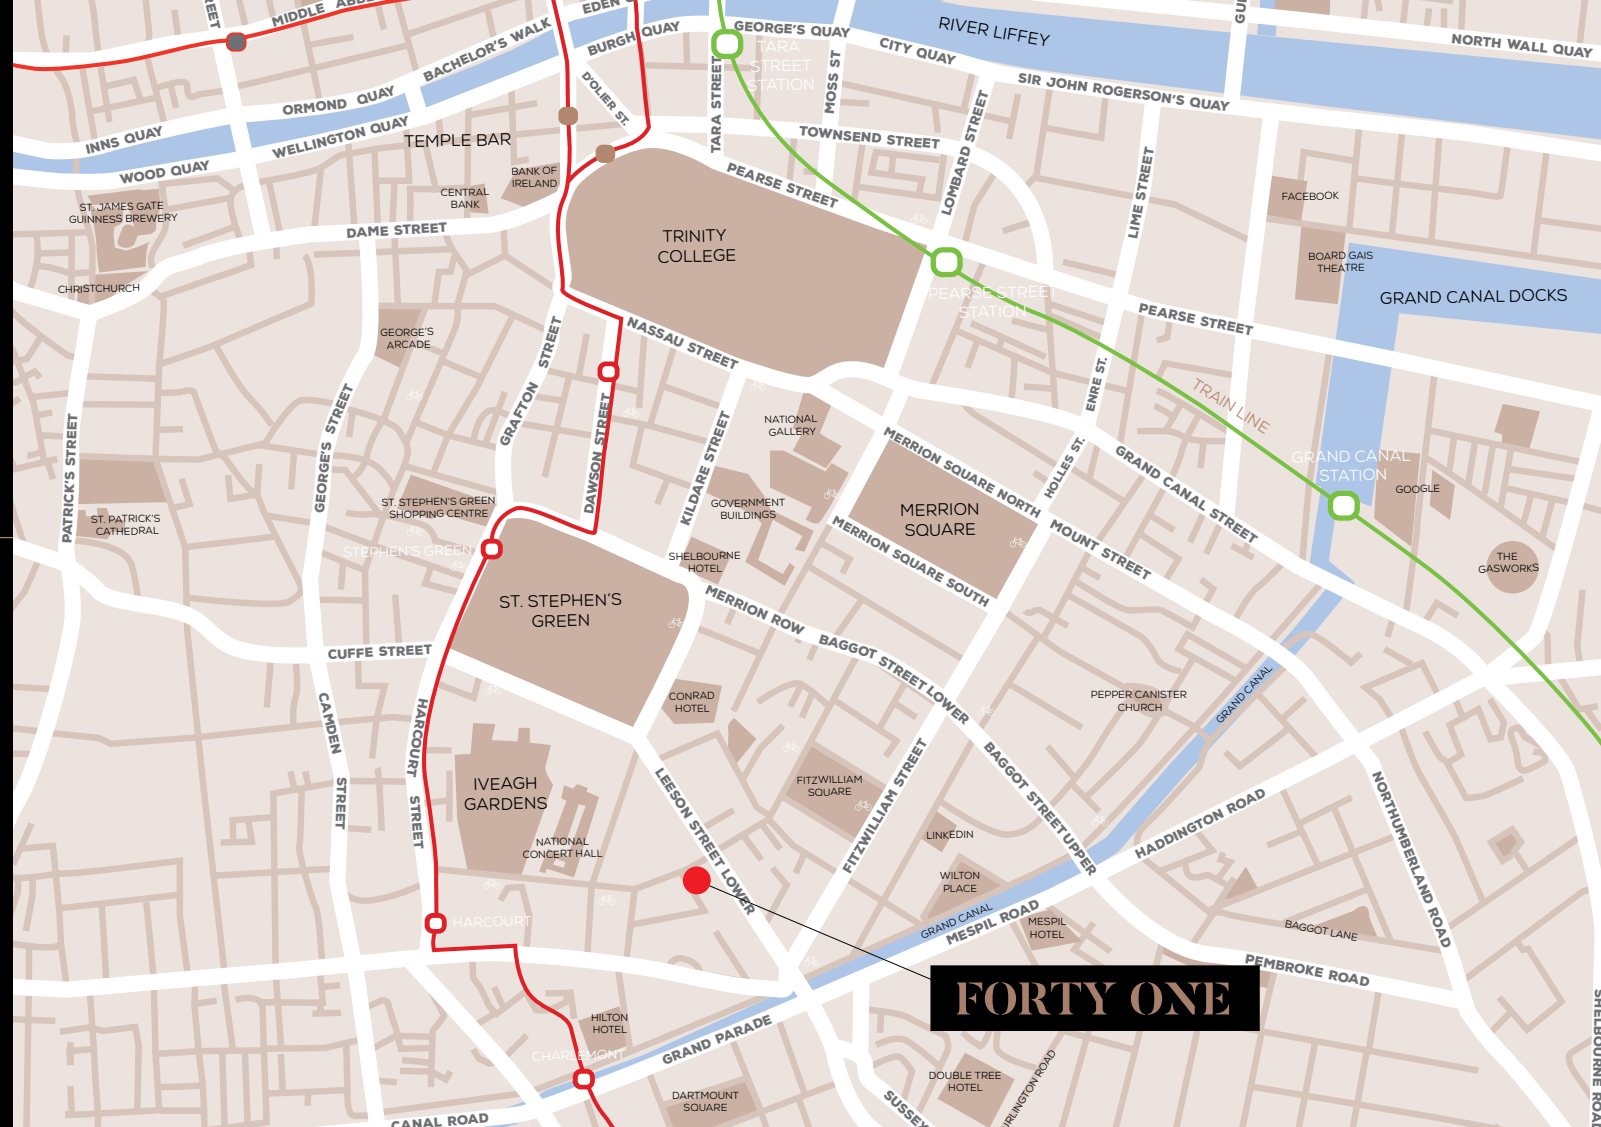 MIDDLE
EDEN
BACHELOR'S WALK
BURGH QUAY
GEORGE'S QUAY
CITY QUAY
RIVER LIFFEY
NORTH WALL QUAY
SIR JOHN ROGERSON'S QUAY
TARA
STREET
STATION
TARA STREET
MOSS ST
D'OLIER ST.
ORMOND QUAY
INNS QUAY
WELLINGTON QUAY
WOOD QUAY
TEMPLE BAR
TOWNSEND STREET
LOMBARD STREET
LIME STREET
PEARSE STREET
BANK OF
IRELAND
CENTRAL
BANK
ST. JAMES GATE
GUINNESS BREWERY
DAME STREET
CHRISTCHURCH
TRINITY
COLLEGE
FACEBOOK
BOARD GAIS
THEATRE
GRAND CANAL DOCKS
PEARSE STREET
STATION
PEARSE STREET
GEORGE'S
ARCADE
NASSAU STREET
GRAFTON STREET
DAWSON STREET
KILDARE STREET
ENRE ST.
TRAIN LINE
NATIONAL
GALLERY
GEORGE'S STREET
PATRICK'S STREET
MERRION SQUARE NORTH
HOLLES ST.
GRAND CANAL STREET
GRAND CANAL
STATION
GOOGLE
ST. STEPHEN'S GREEN
SHOPPING CENTRE
GOVERNMENT
BUILDINGS
MERRION
SQUARE
ST. PATRICK'S
CATHEDRAL
MERRION SQUARE SOUTH
MOUNT STREET
STEPHEN'S GREEN
SHELBOURNE
HOTEL
THE
GASWORKS
ST. STEPHEN'S
GREEN
MERRION ROW
BAGGOT STREET LOWER
CUFFE STREET
CAMDEN STREET
HARCOURT STREET
CONRAD
HOTEL
PEPPER CANISTER
CHURCH
GRAND CANAL
IVEAGH
GARDENS
NATIONAL
CONCERT HALL
LEESON STREET LOWER
FITZWILLIAM
SQUARE
FITZWILLIAM STREET
BAGGOT STREET UPPER
HADDINGTON ROAD
NORTHUMBERLAND ROAD
LINKEDIN
WILTON
PLACE
GRAND CANAL
MESPIL ROAD
MESPIL
HOTEL
BAGGOT LANE
PEMBROKE ROAD
HARCOURT
FORTY ONE
HILTON
HOTEL
CHARLEMONT
GRAND PARADE
DARTMOUNT
SQUARE
DOUBLE TREE
HOTEL
SHELBOURNE ROAD
CANAL ROAD